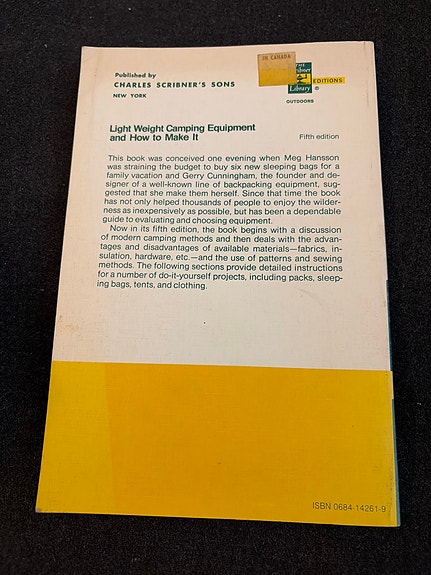 IN CANADA
Published by
CHARLES SCRIBNER'S SONS
NEW YORK
THE
Scribner
Library
EDITIONS
®
OUTDOORS
Light Weight Camping Equipment
and How to Make It
Fifth edition
This book was conceived one evening when Meg Hansson
was straining the budget to buy six new sleeping bags for a
family vacation and Gerry Cunningham, the founder and de-
signer of a well-known line of backpacking equipment, sug-
gested that she make them herself. Since that time the book
has not only helped thousands of people to enjoy the wilder-
ness as inexpensively as possible, but has been a dependable
guide to evaluating and choosing equipment.
Now in its fifth edition, the book begins with a discussion
of modern camping methods and then deals with the advan-
tages and disadvantages of available materials—fabrics, in-
sulation, hardware, etc.—and the use of patterns and sewing
methods. The following sections provide detailed instructions
for a number of do-it-yourself projects, including packs, sleep-
ing bags, tents, and clothing.
ISBN 0684-14261-9